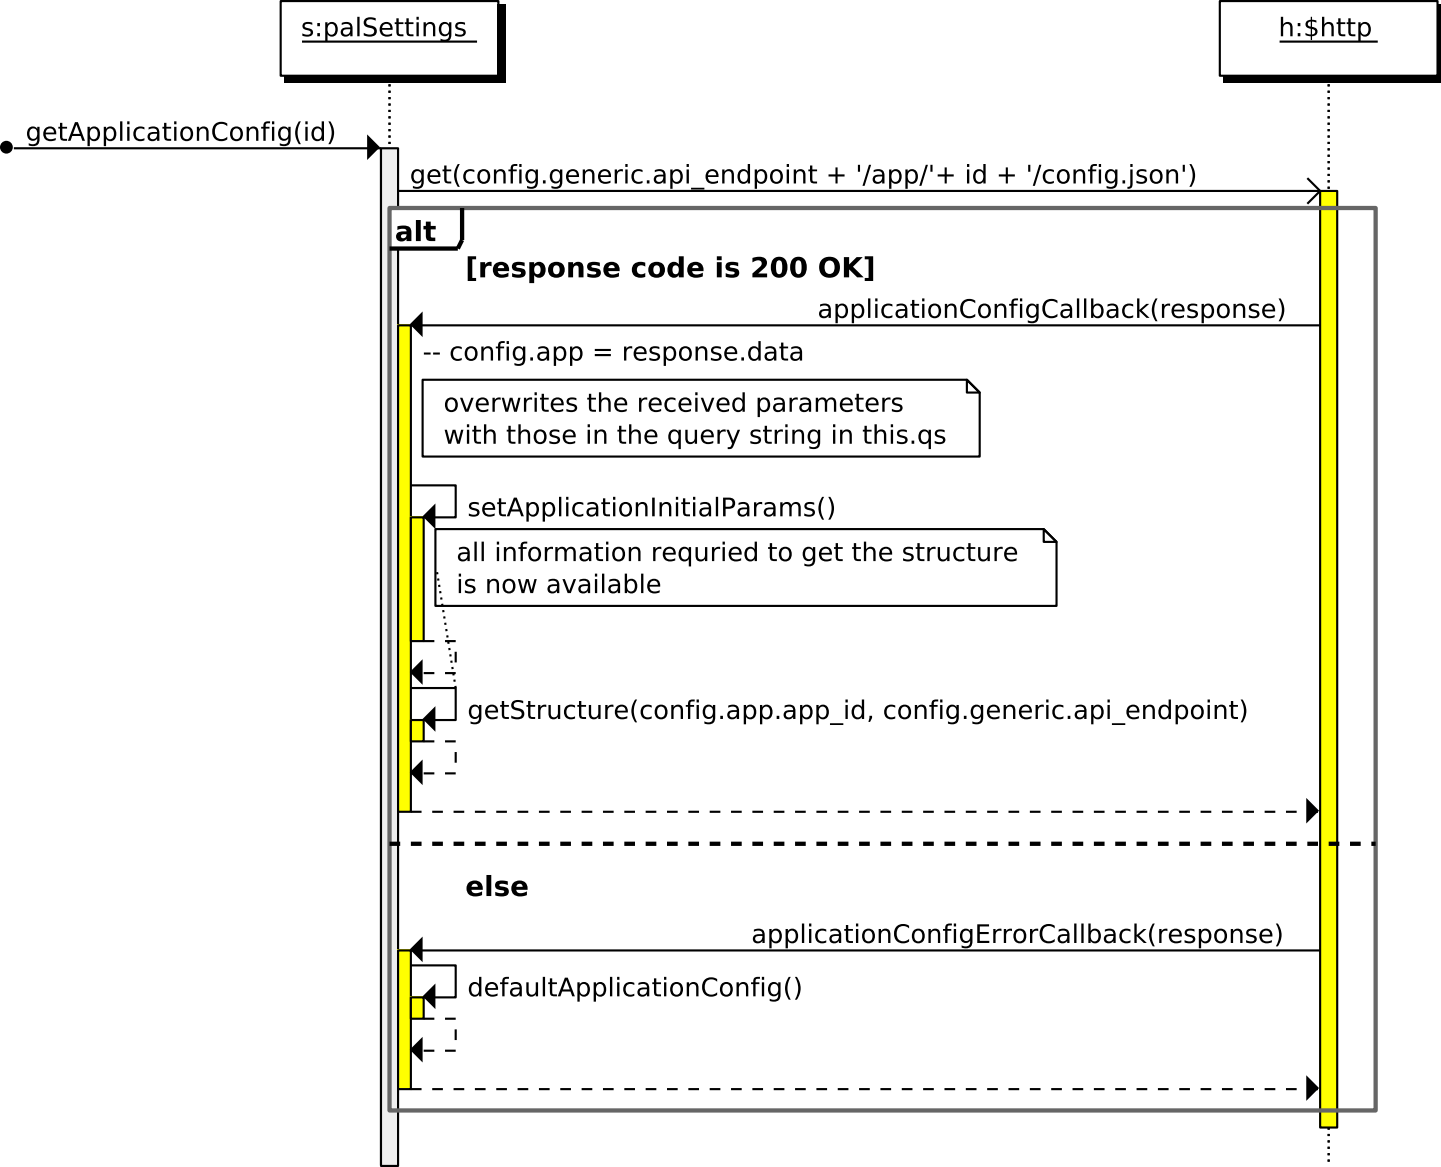 s:palSettings
h:$http
getApplicationConfig(id)
get(config.generic.api_endpoint + '/app/'+ id + '/config.json')
alt
[response code is 200 OK]
applicationConfigCallback(response)
-- config.app = response.data
overwrites the received parameters
with those in the query string in this.qs
setApplicationInitialParams()
all information requried to get the structure
is now available
getStructure(config.app.app_id, config.generic.api_endpoint)
else
applicationConfigErrorCallback(response)
defaultApplicationConfig()